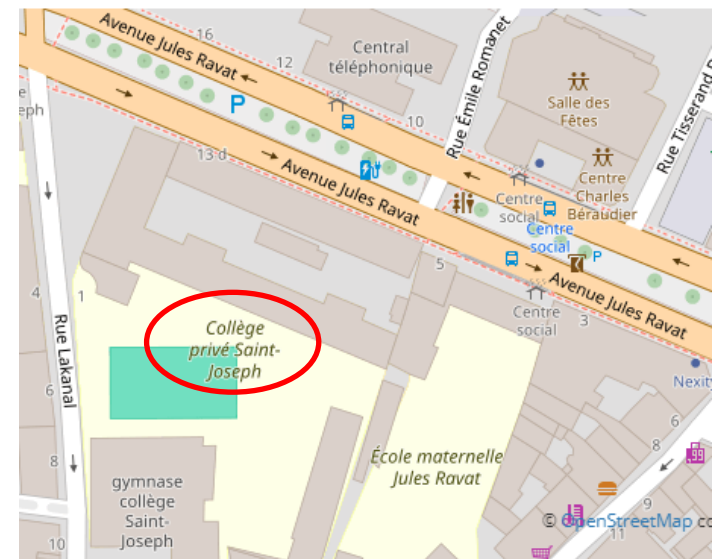 Avenue Jules Ravat
16
12
Central
téléphonique
10
P
Rue Émile Romanet
Salle des
Fêtes
Rue Tisserand
13 d
Avenue Jules Ravat
Centre
social
Centre
Charles
Béraudier
Centre
social
P
5
Avenue Jules Ravat
Centre
social
3
4
1
Rue Lakanal
Collège
privé Saint-
Joseph
6
Nexity
6
8
8
École maternelle
Jules Ravat
gymnase
collège
Saint-
Joseph
10
9
11
© OpenStreetMap co